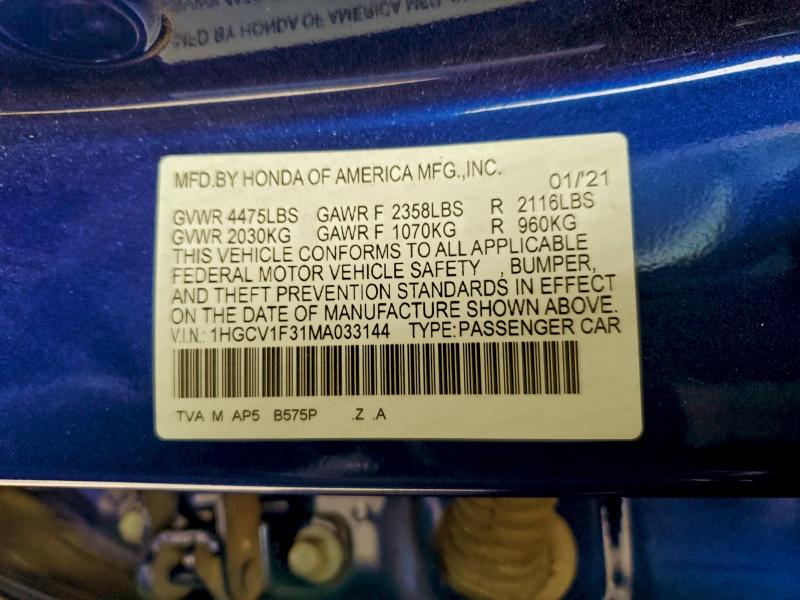 MFD.BY HONDA OF AMERICA MFG.,INC. 01/'21
GVWR 4475LBS GAWR F 2358LBS R 2116LBS
GVWR 2030KG GAWR F 1070KG R 960KG
THIS VEHICLE CONFORMS TO ALL APPLICABLE
FEDERAL MOTOR VEHICLE SAFETY , BUMPER,
AND THEFT PREVENTION STANDARDS IN EFFECT
ON THE DATE OF MANUFACTURE SHOWN ABOVE.
V.I.N.: 1HGCV1F31MA033144 TYPE:PASSENGER CAR
TVA M AP5 B575P .Z .A